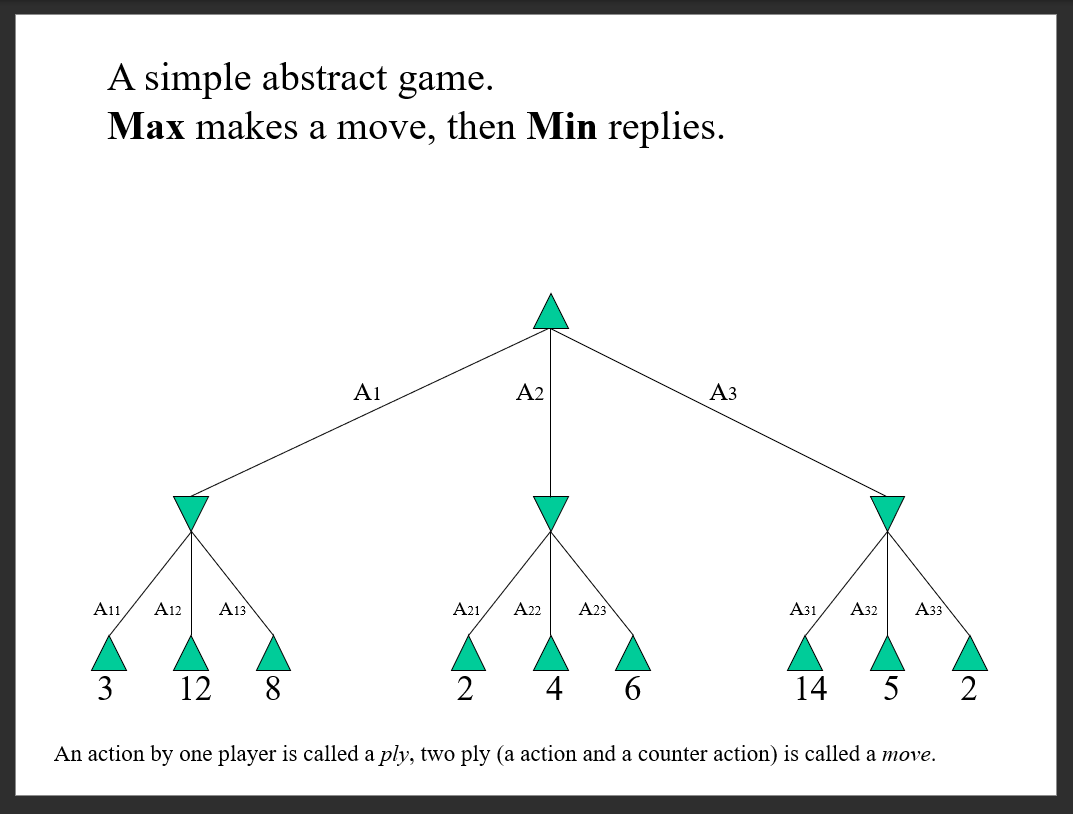 A simple abstract game.
Max makes a move, then Min replies.
A1 A2 A3
A11 A12 A13 A21 A22 A23 A31 A32 A33
3 12 8 2 4 6 14 5 2
An action by one player is called a ply, two ply (a action and a counter action) is called a move.